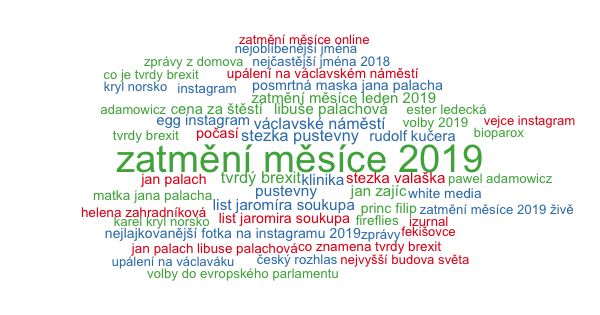 zatmění měsíce online
nejoblíbenější jména
zprávy z domova nejčastější jména 2018
co je tvrdy brexit upálení na václavském náměstí
kryl norsko instagram posmrtná maska jana palacha
zatmění měsíce leden 2019
adamowicz cena za štěstí libuše palachová ester ledecká
egg instagram václavské náměstí volby 2019 vejce instagram
tvrdy brexit počasí stezka pustevny rudolf kučera bioparox
zatmění měsíce 2019
jan palach tvrdý brexit klinika stezka valaška pawel adamowicz
matka jana palacha pustevny jan zajíc white media
helena zahradníková list jaromíra soukupa princ filip zatmění měsíce 2019 živě
karel kryl norsko list jaromira soukupa fireflies izurnal
nejlajkovanější fotka na instagramu 2019 zprávy fekišovce
jan palach libuse palachová co znamena tvrdy brexit
upálení na václaváku český rozhlas nejvyšší budova světa
volby do evropského parlamentu